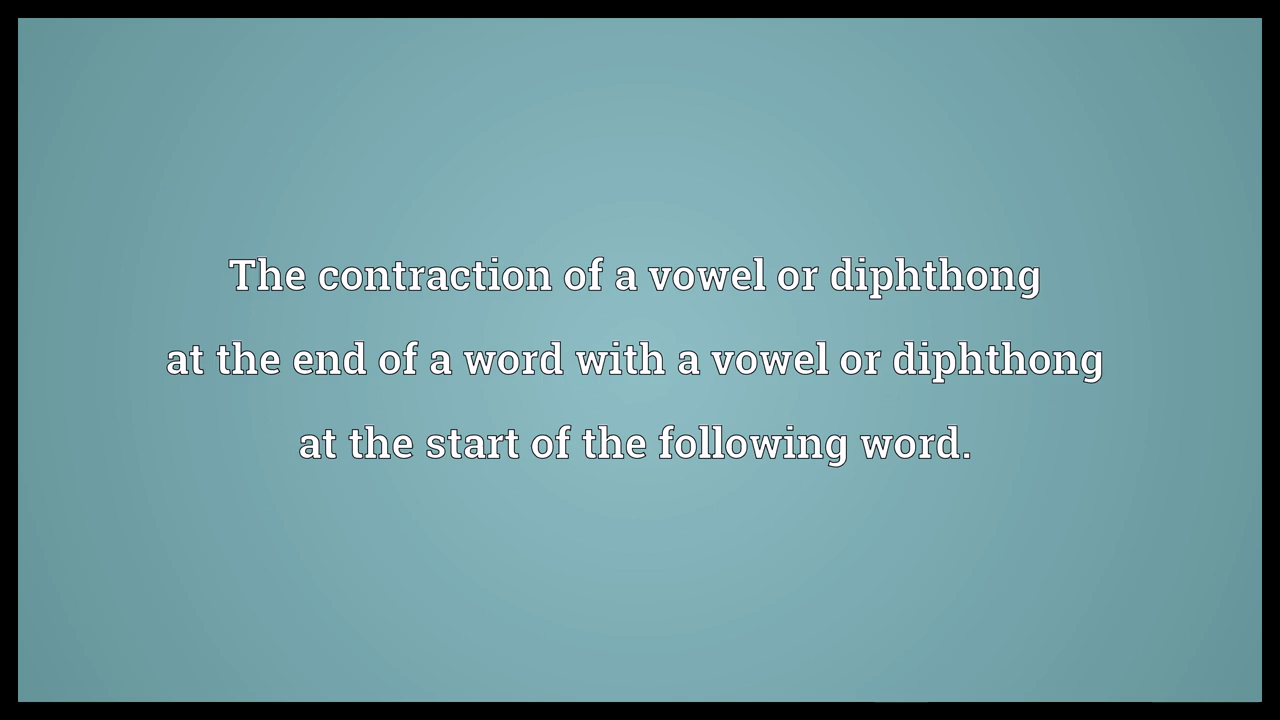 The contraction of a vowel or diphthong
at the end of a word with a vowel or diphthong
at the start of the following word.